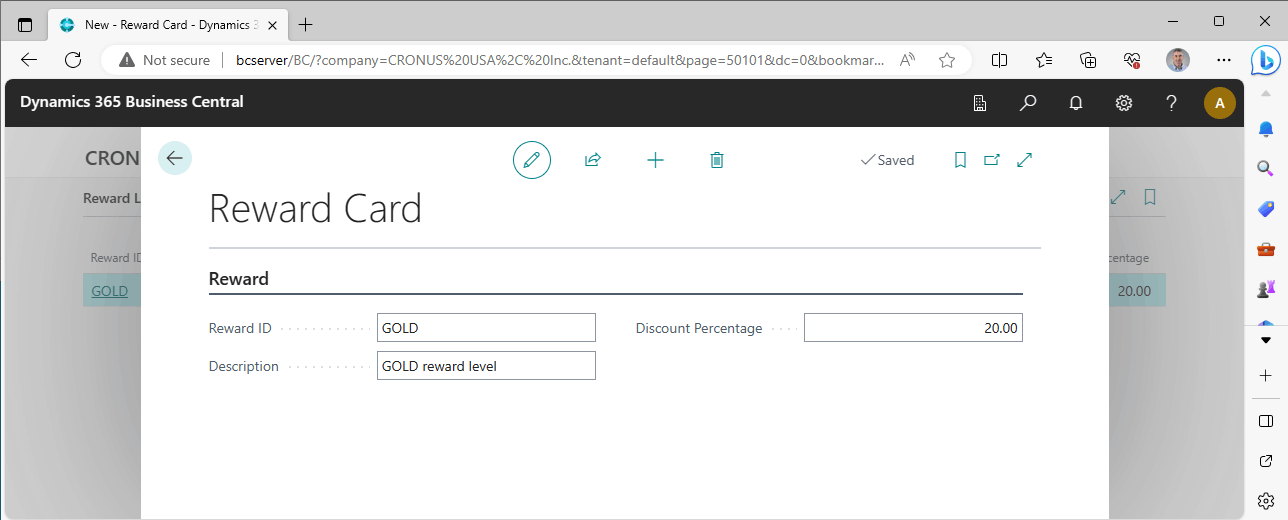 New - Reward Card - Dynamics 3
Not secure | bcserver/BC/?company=CRONUS%20USA%2C%20Inc.&tenant=default&page=50101&dc=0&bookmar...
Dynamics 365 Business Central
A
CRON
Saved
Reward L
Reward Card
Reward ID
centage
Reward
GOLD
20.00
Reward ID
GOLD
Discount Percentage
20.00
Description
GOLD reward level